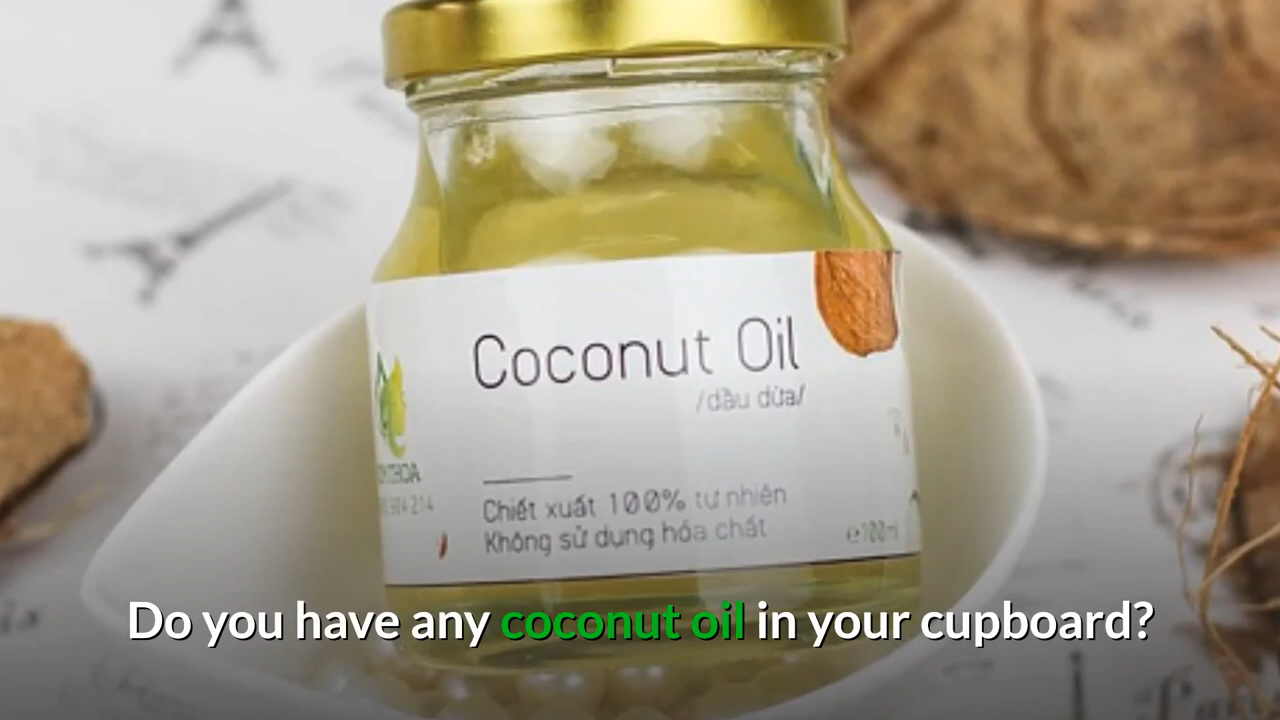 Coconut Oil
/dầu dừa/
Chiết xuất 100% tự nhiên
Không sử dụng hóa chất
e100ml
Do you have any coconut oil in your cupboard?